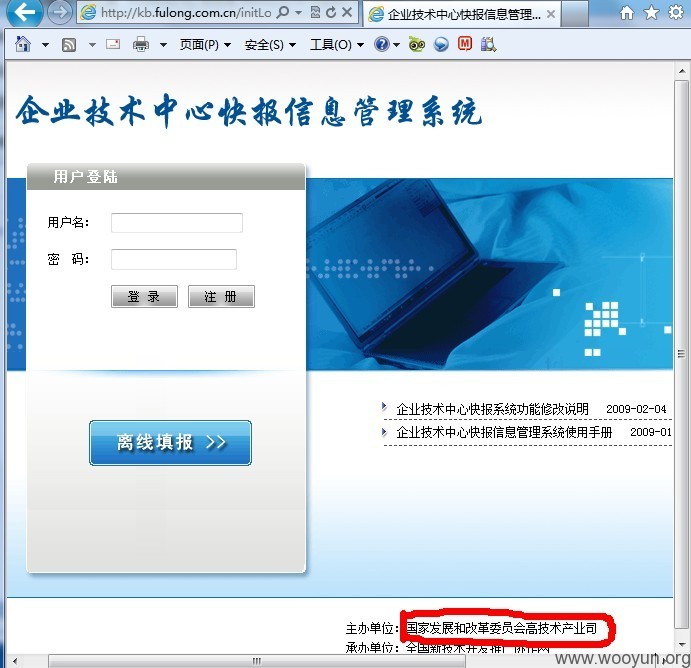 http://kb.fulong.com.cn/initLo
企业技术中心快报信息管理...
页面(P)
安全(S)
工具(O)
企业技术中心快报信息管理系统
用户登陆
用户名：
密 码：
登 录
注 册
离线填报 >>
企业技术中心快报系统功能修改说明 2009-02-04
企业技术中心快报信息管理系统使用手册 2009-01
主办单位：国家发展和改革委员会高技术产业司
承办单位：全国新技术开发推广协作网
www.wooyun.org